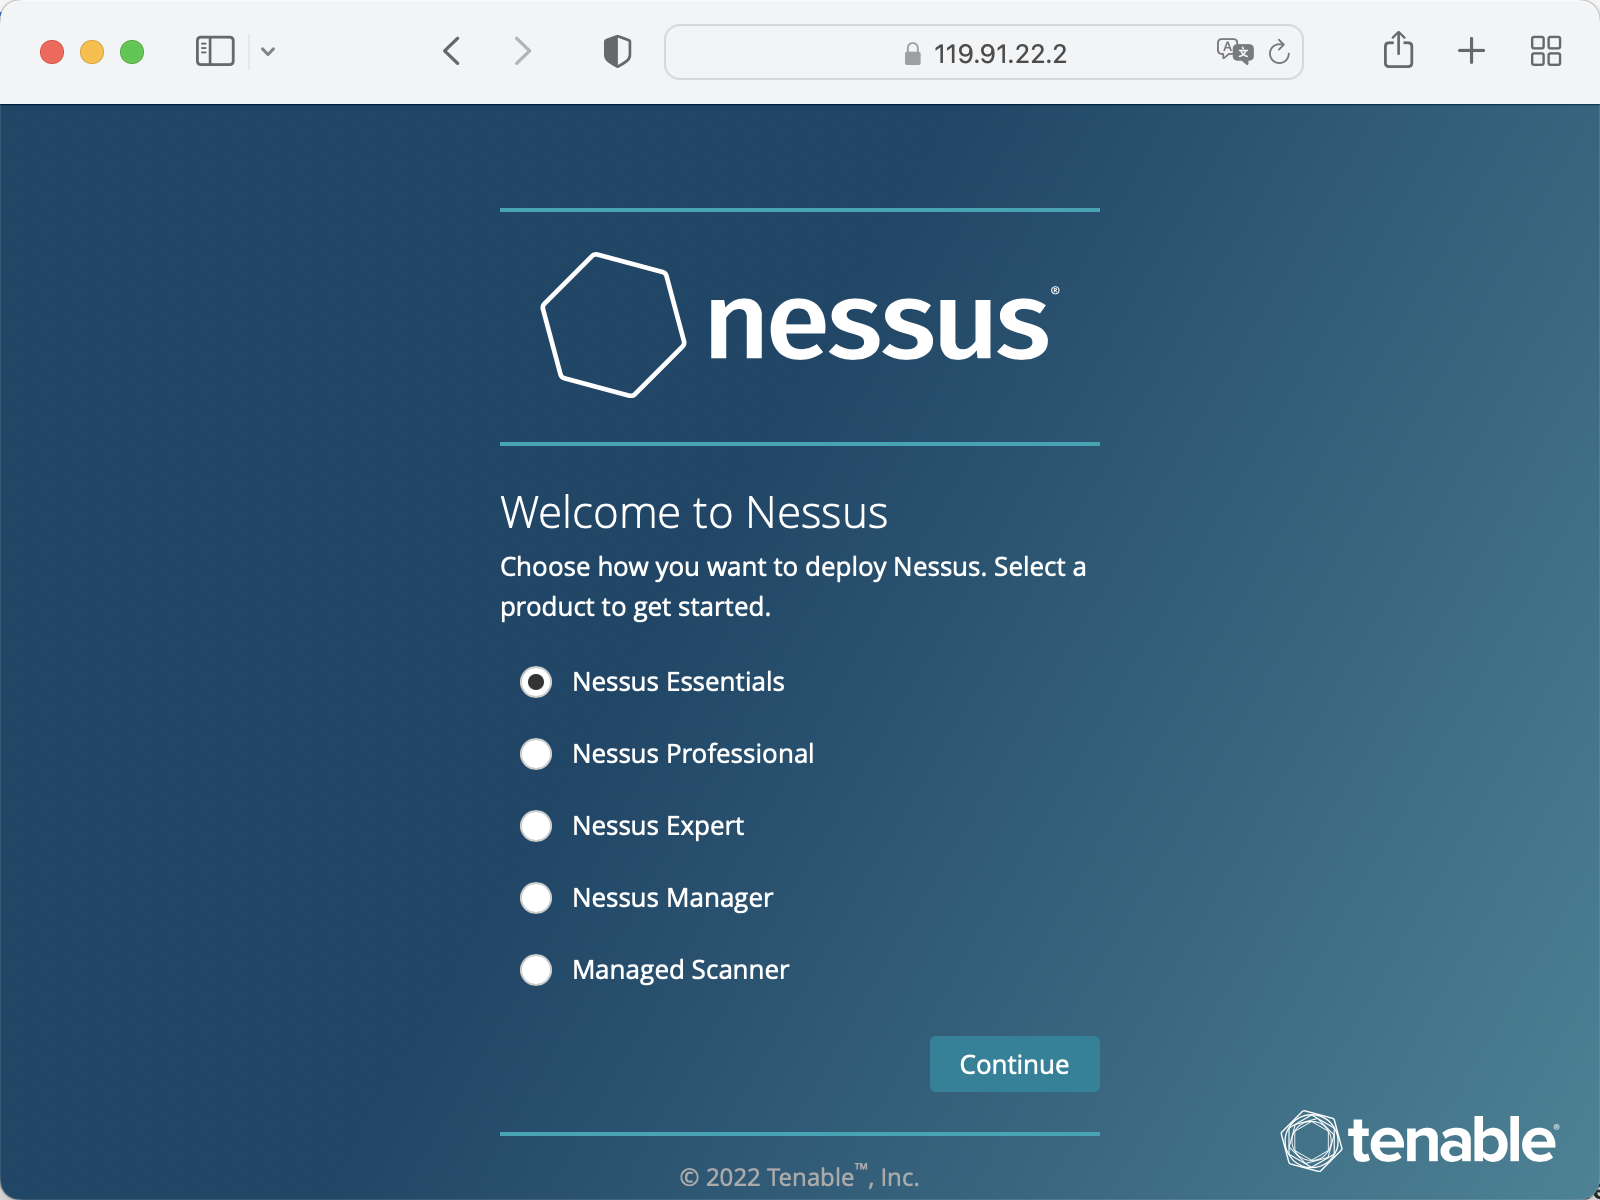 119.91.22.2
nessus®
Welcome to Nessus
Choose how you want to deploy Nessus. Select a
product to get started.
Nessus Essentials
Nessus Professional
Nessus Expert
Nessus Manager
Managed Scanner
Continue
tenable®
© 2022 Tenable™, Inc.